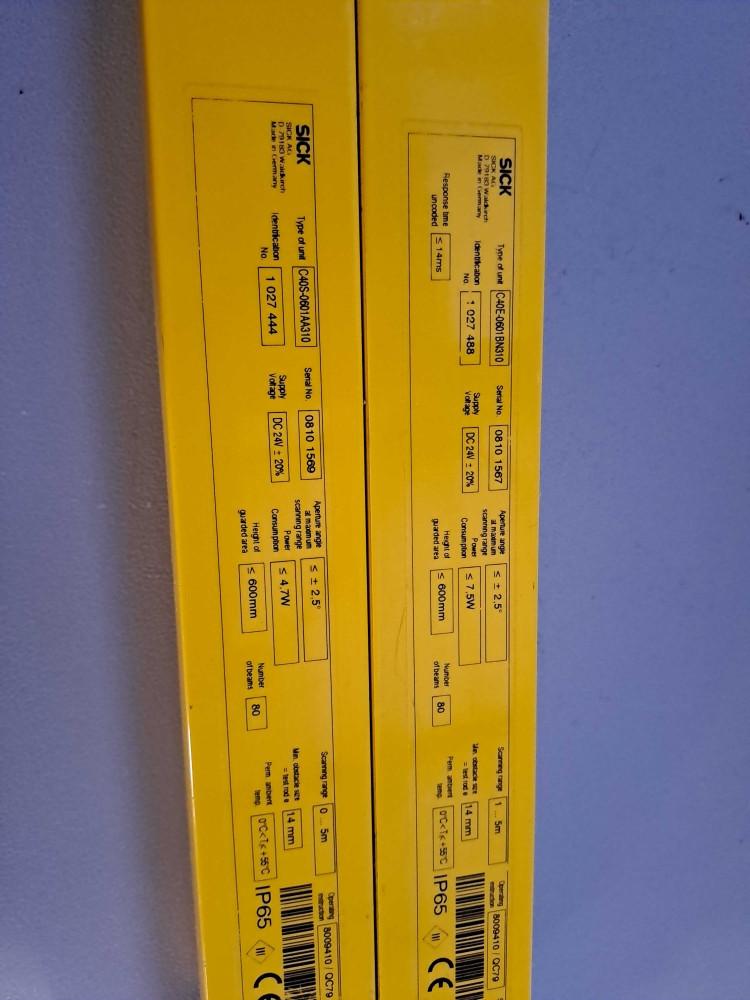 SICK
SICK AG
D 79183 Waldkirch
Made in Germany
Type of unit
C40S-0601AA310
Identification
No.
1 027 444
Serial No.
0810 1569
Supply
Voltage
DC 24V ± 20%
Aperture angle
at maximum
scanning range
≤ ± 2,5°
Power
Consumption
≤ 4,7W
Height of
guarded area
≤ 600mm
Number
of beams
80
Scanning range
0 ... 5m
Min. obstacle size
= test rod ø
14 mm
Perm. ambient
temp.
0°C<T<+55°C
Operating
instruction
8009410 / QC79
IP65
III
CE
SICK
SICK AG
D 79183 Waldkirch
Made in Germany
Response time
uncoded
≤ 14ms
Type of unit
C40E-0601BN310
Identification
No.
1 027 488
Serial No.
0810 1567
Supply
Voltage
DC 24V ± 20%
Aperture angle
at maximum
scanning range
≤ ± 2,5°
Power
Consumption
≤ 7,5W
Height of
guarded area
≤ 600mm
Number
of beams
80
Scanning range
1 ... 5m
Min. obstacle size
= test rod ø
14 mm
Perm. ambient
temp.
0°C<T<+55°C
Operating
instruction
8009410 / QC79
IP65
III
CE